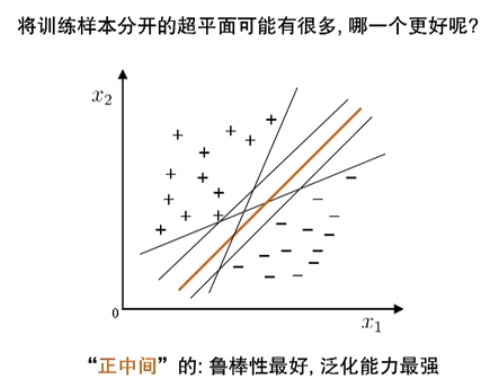 将训练样本分开的超平面可能有很多, 哪一个更好呢?
x₂
0
x₁
“正中间”的: 鲁棒性最好, 泛化能力最强